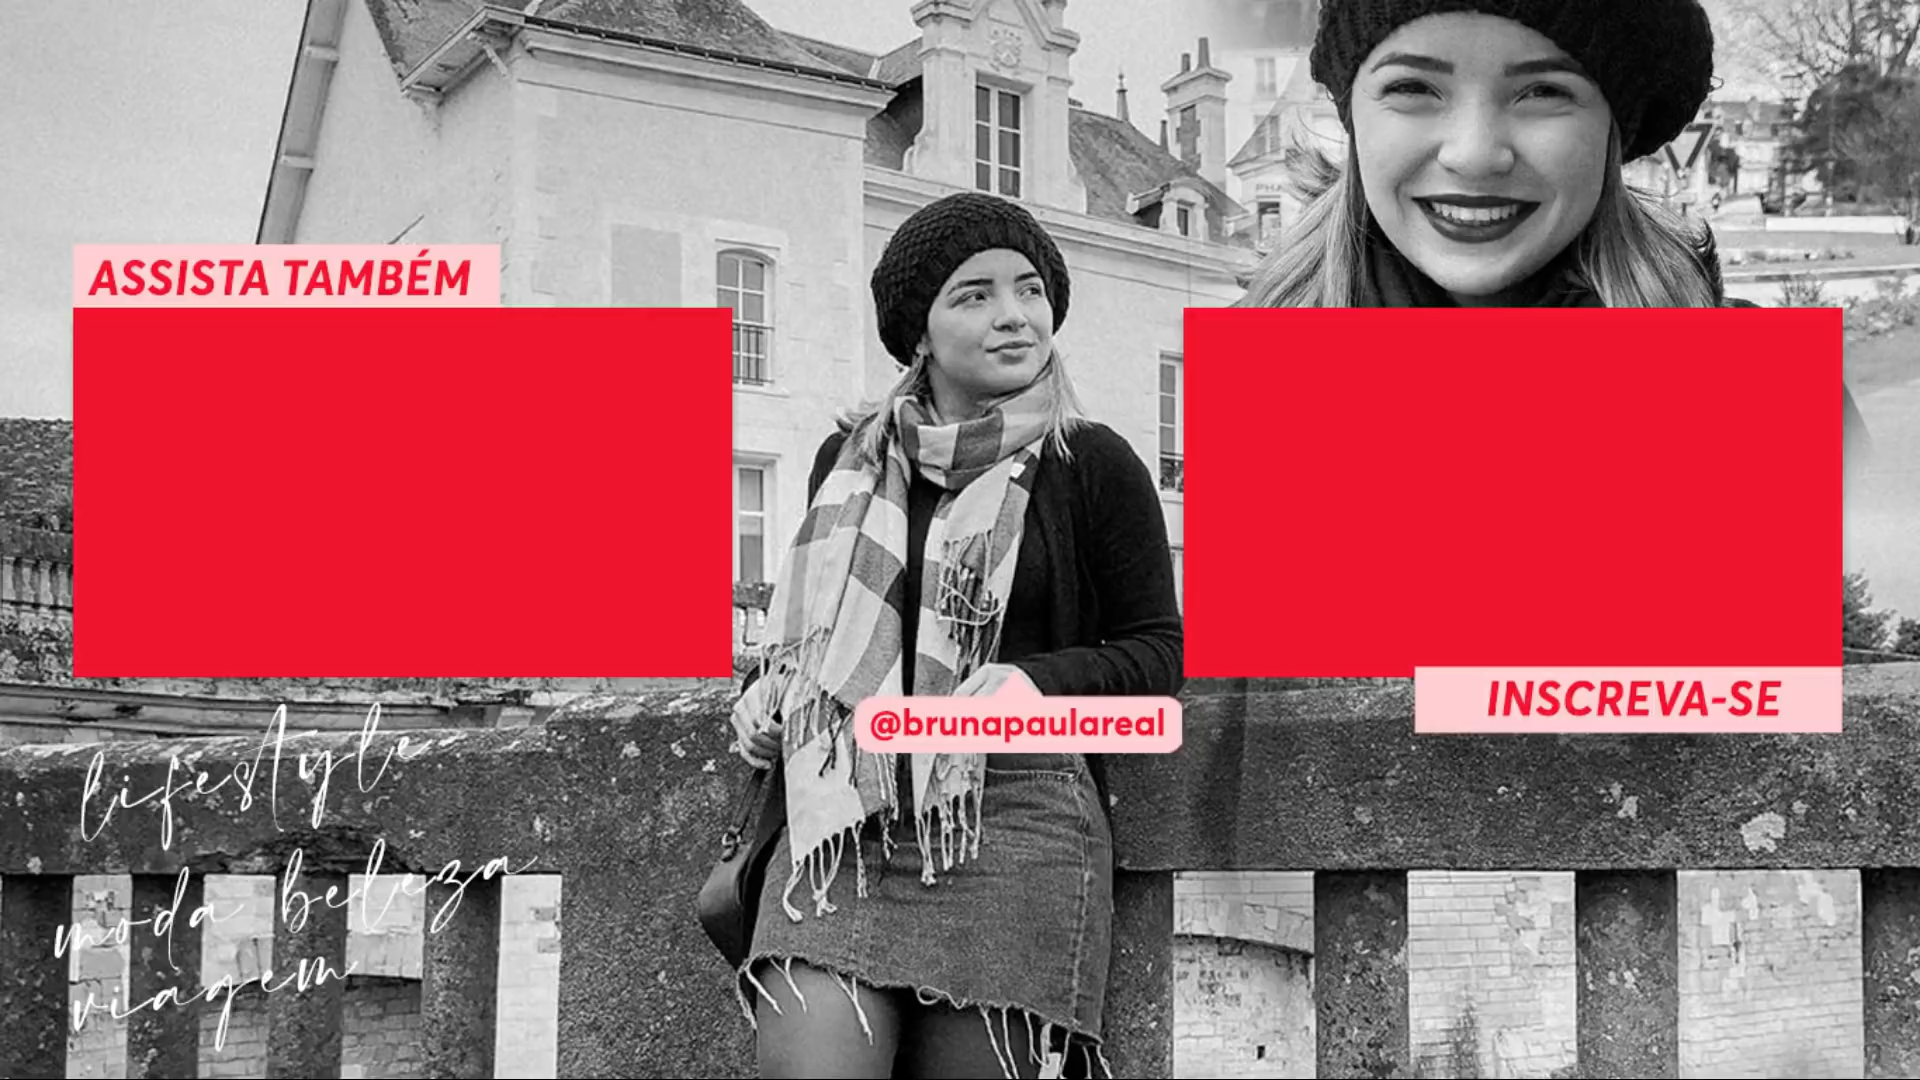 ASSISTA TAMBÉM
@brunapaulareal
INSCREVA-SE
lifestyle
moda beleza
viagem